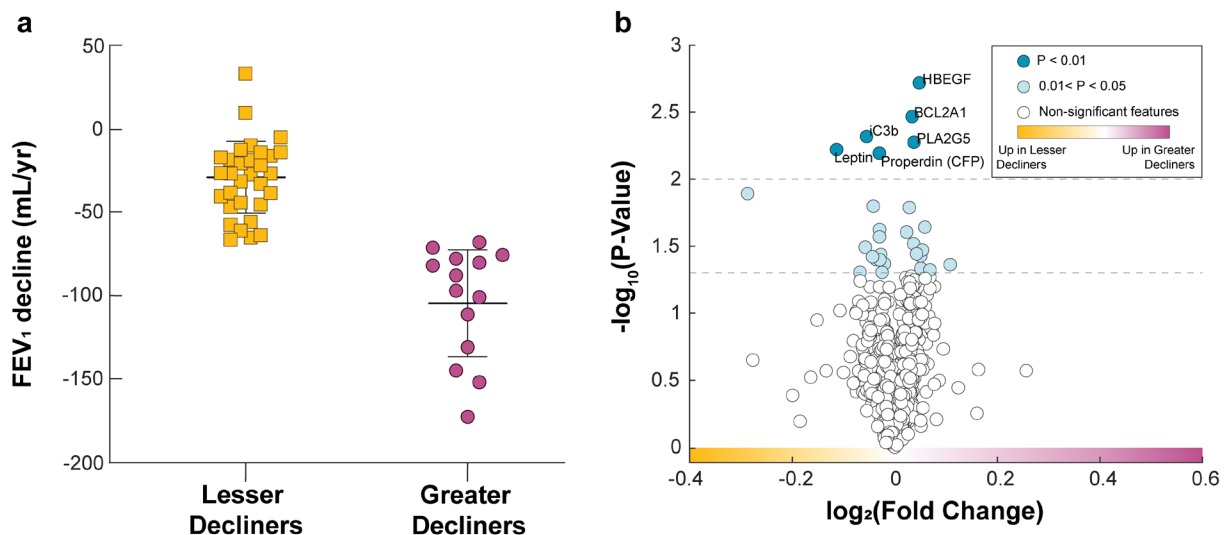 a
50
0
-50
-100
-150
-200
FEV₁ decline (mL/yr)
Lesser
Decliners
Greater
Decliners
b
3
2.5
2
1.5
1
0.5
0
-log₁₀(P-Value)
-0.4
-0.2
0
0.2
0.4
0.6
log₂(Fold Change)
HBEGF
BCL2A1
iC3b
PLA2G5
Leptin
Properdin (CFP)
P < 0.01
0.01< P < 0.05
Non-significant features
Up in Lesser
Decliners
Up in Greater
Decliners